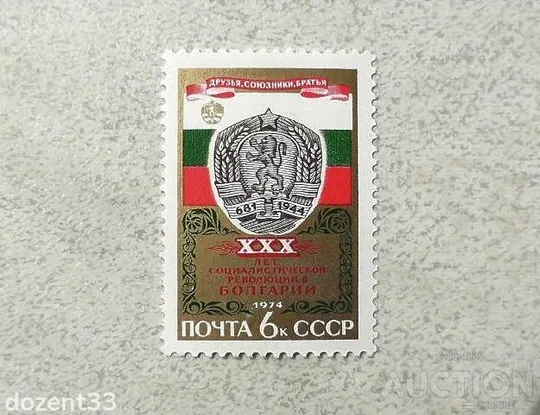 ДРУЗЬЯ, СОЮЗНИКИ, БРАТЬЯ
681 1944
XXX
ЛЕТ
СОЦИАЛИСТИЧЕСКОЙ
РЕВОЛЮЦИИ В
БОЛГАРИИ
1974
ПОЧТА 6к СССР
dozent33
AUCTION